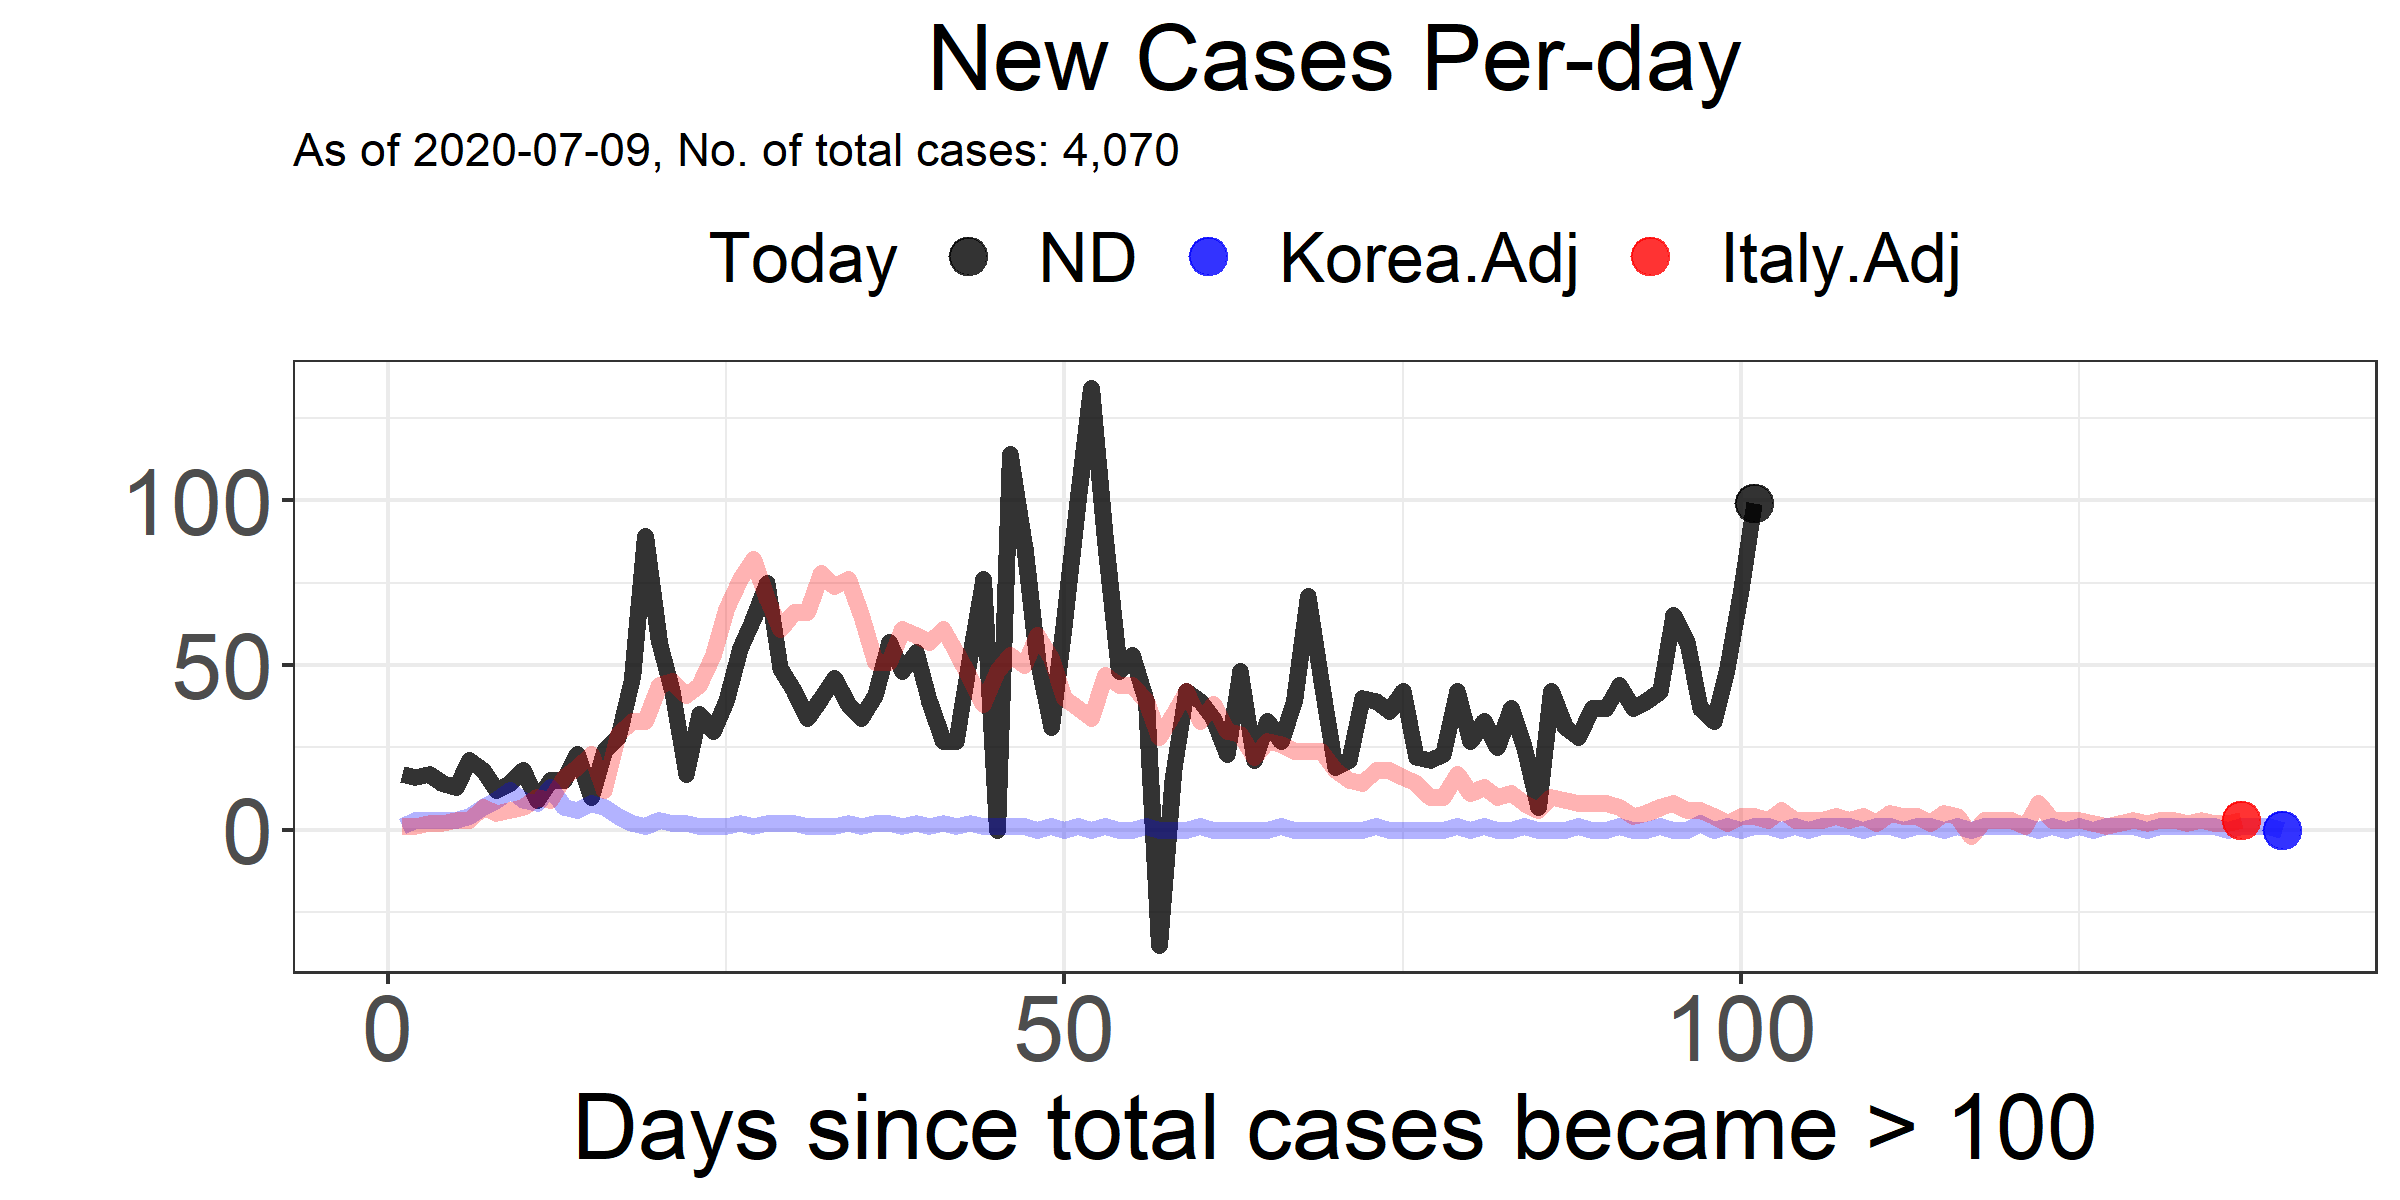 New Cases Per-day
As of 2020-07-09, No. of total cases: 4,070
Today ND Korea.Adj Italy.Adj
100
50
0
0 50 100
Days since total cases became > 100